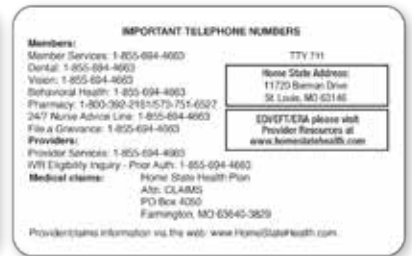 IMPORTANT TELEPHONE NUMBERS
Members:
Member Services: 1-855-694-4663
Dental: 1-855-694-4663
Vision: 1-855-694-4663
Behavioral Health: 1-855-694-4663
Pharmacy: 1-800-392-2161/573-751-6527
24/7 Nurse Advice Line: 1-855-694-4663
File a Grievance: 1-855-694-4663
Providers:
Provider Services: 1-855-694-4663
IVR Eligibility Inquiry - Prior Auth: 1-855-694-4663
Medical claims: Home State Health Plan
Attn: CLAIMS
PO Box 4050
Farmington, MO 63640-3829
Provider/claims information via the web: www.HomeStateHealth.com
TTY 711
Home State Address:
11720 Borman Drive
St. Louis, MO 63146
EDI/EFT/ERA please visit
Provider Resources at
www.homestatehealth.com